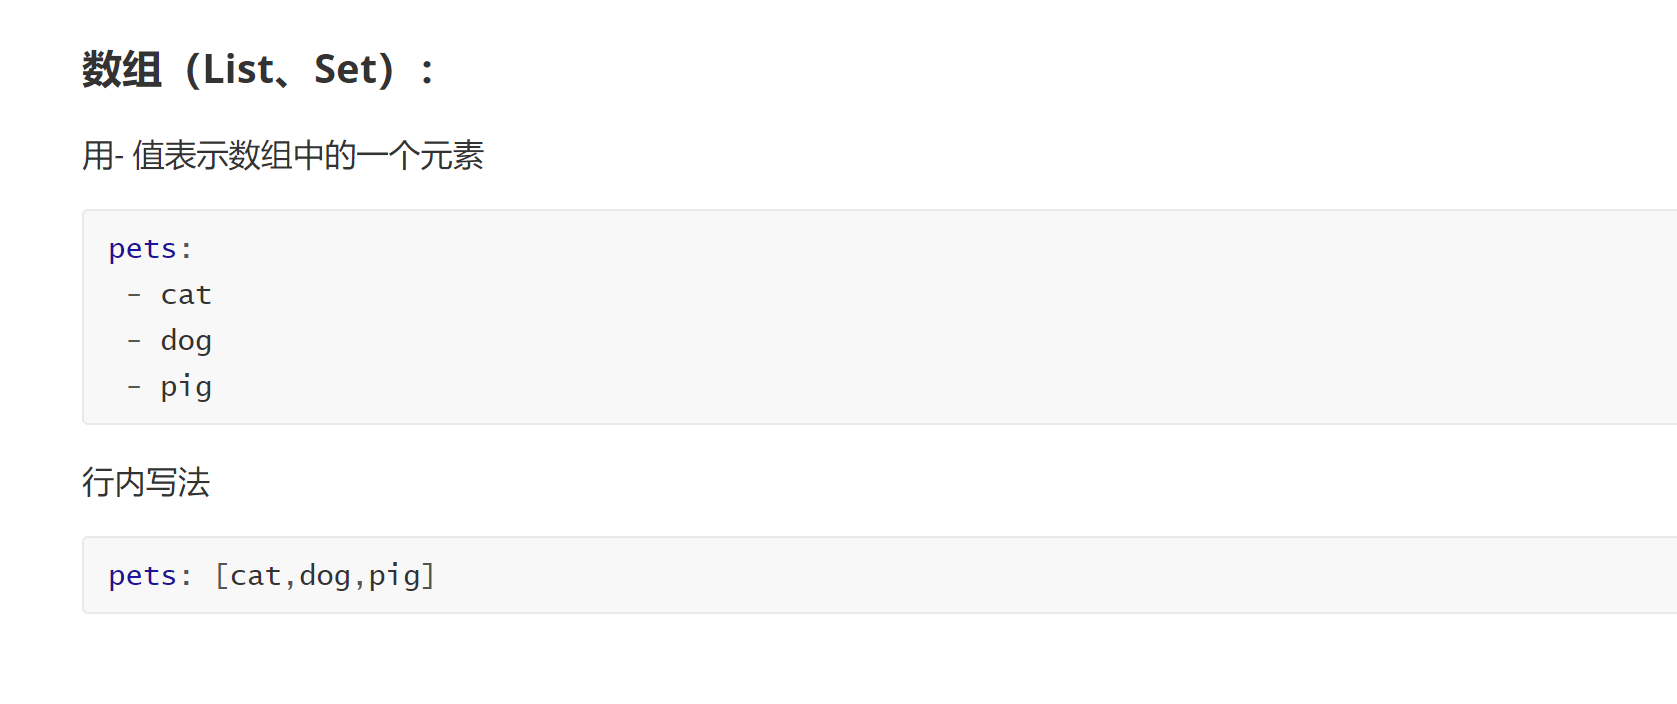 数组（List、Set）：
用- 值表示数组中的一个元素
pets:
 - cat
 - dog
 - pig
行内写法
pets: [cat,dog,pig]